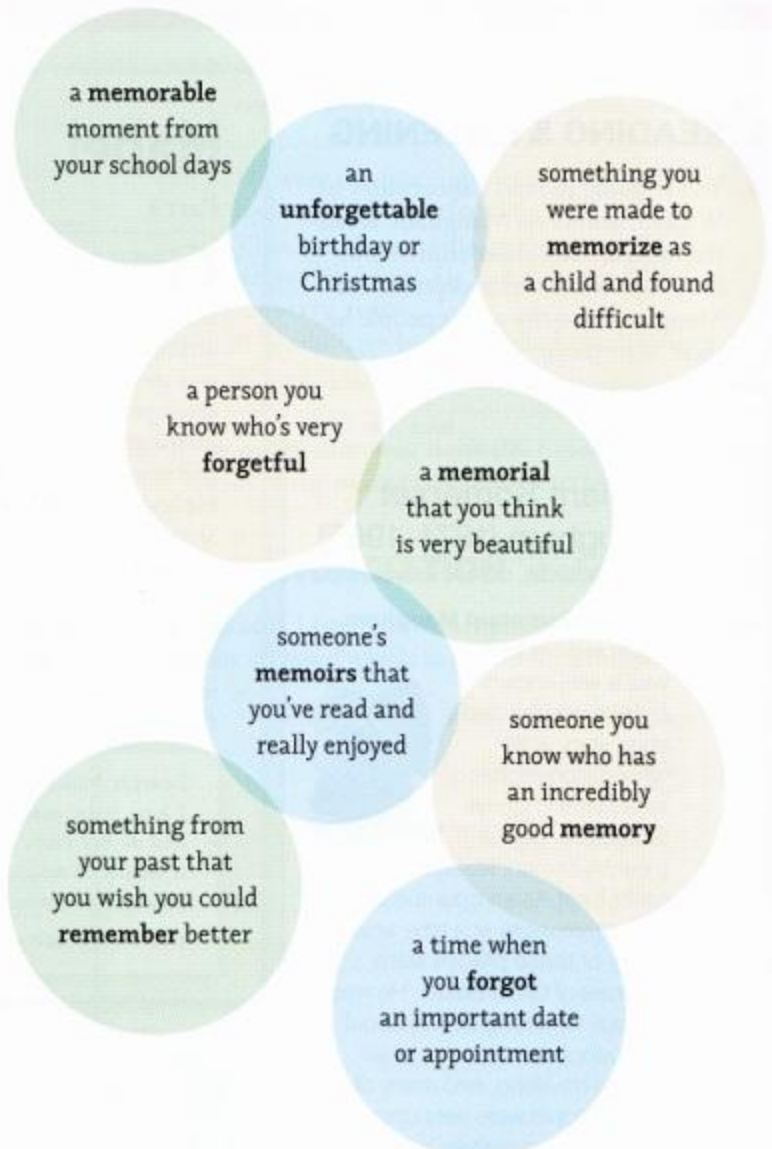 a memorable
moment from
your school days
an
unforgettable
birthday or
Christmas
something you
were made to
memorize as
a child and found
difficult
a person you
know who's very
forgetful
a memorial
that you think
is very beautiful
someone's
memoirs that
you've read and
really enjoyed
someone you
know who has
an incredibly
good memory
something from
your past that
you wish you could
remember better
a time when
you forgot
an important date
or appointment